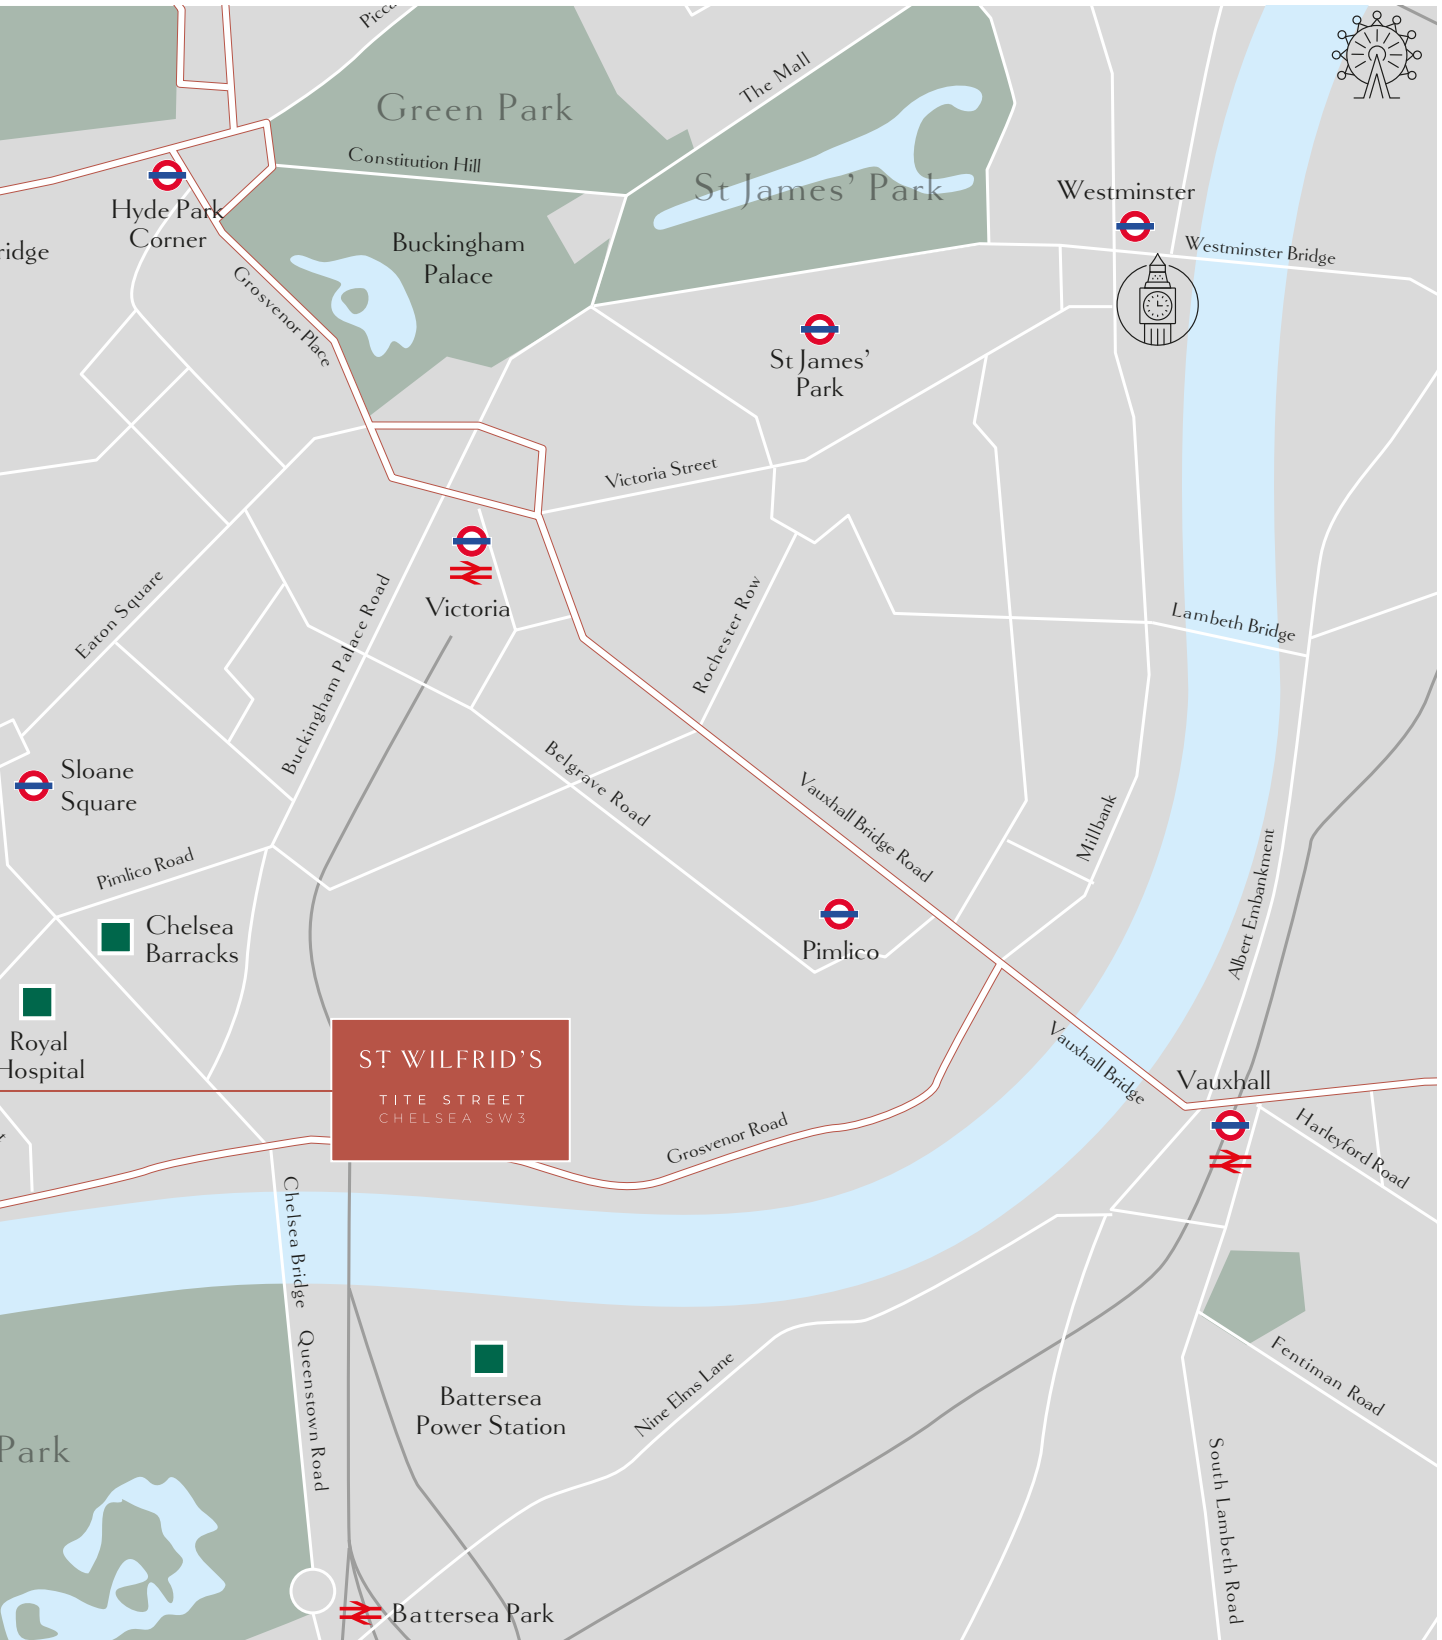 Picca
Green Park
The Mall
Constitution Hill
St James' Park
Westminster
Hyde Park
Corner
ridge
Buckingham
Palace
Westminster Bridge
Grosvenor Place
St James'
Park
Victoria Street
Victoria
Eaton Square
Buckingham Palace Road
Rochester Row
Lambeth Bridge
Sloane
Square
Belgrave Road
Vauxhall Bridge Road
Millbank
Albert Embankment
Pimlico Road
Chelsea
Barracks
Pimlico
Royal
Hospital
ST WILFRID'S
TITE STREET
CHELSEA SW3
Vauxhall Bridge
Vauxhall
Grosvenor Road
Harleyford Road
Chelsea Bridge
Queenstown Road
Battersea
Power Station
Nine Elms Lane
Fentiman Road
Park
South Lambeth Road
Battersea Park